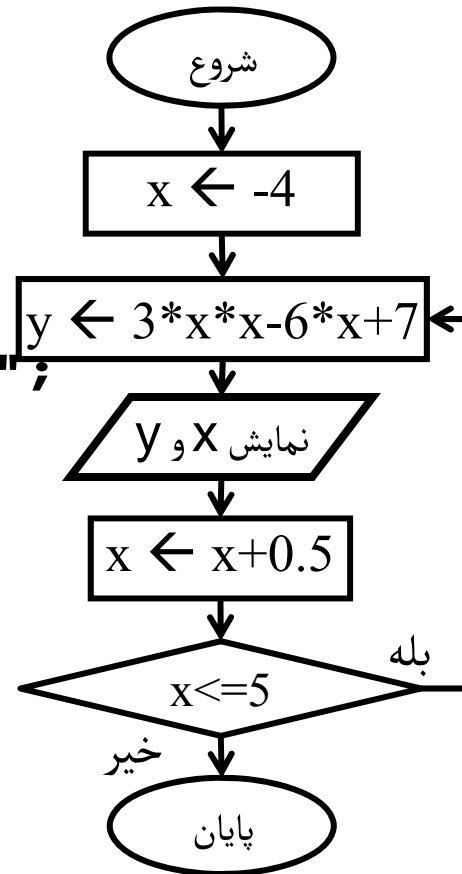 شروع
x ← -4
y ← 3*x*x-6*x+7
";
نمایش x و y
x ← x+0.5
x<=5
بله
خیر
پایان